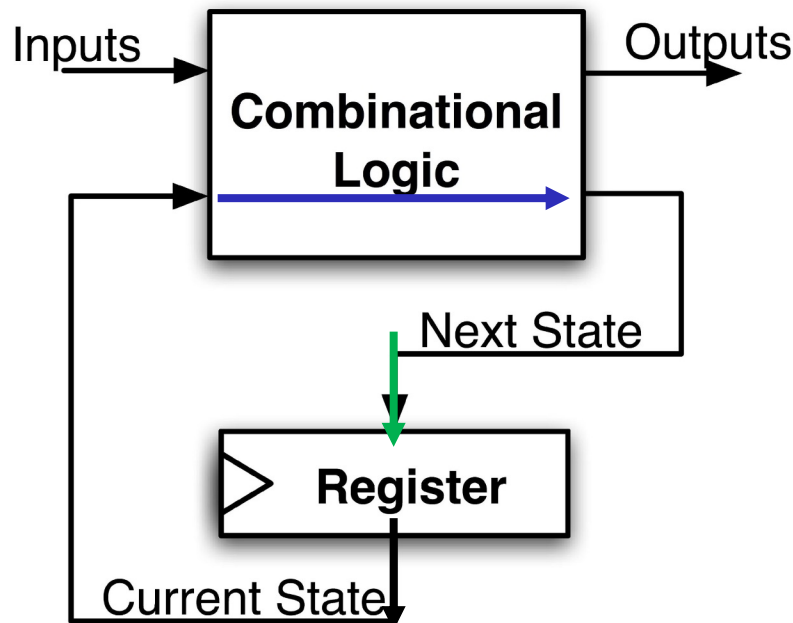 Inputs
Outputs
Combinational
Logic
Next State
Register
Current State